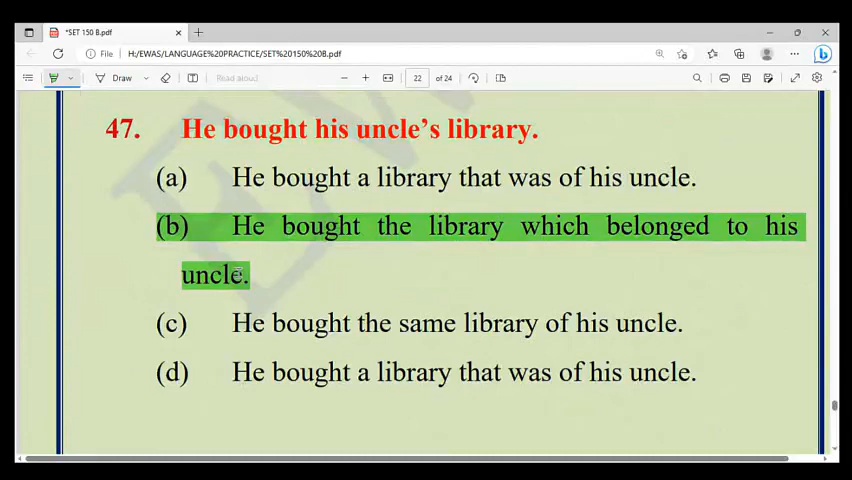 *SET 150 B.pdf
File
H:/EWAS/LANGUAGE%20PRACTICE/SET%20150%20B.pdf
Draw
Read aloud
22 of 24
47. He bought his uncle's library.
(a) He bought a library that was of his uncle.
(b) He bought the library which belonged to his
uncle.
(c) He bought the same library of his uncle.
(d) He bought a library that was of his uncle.